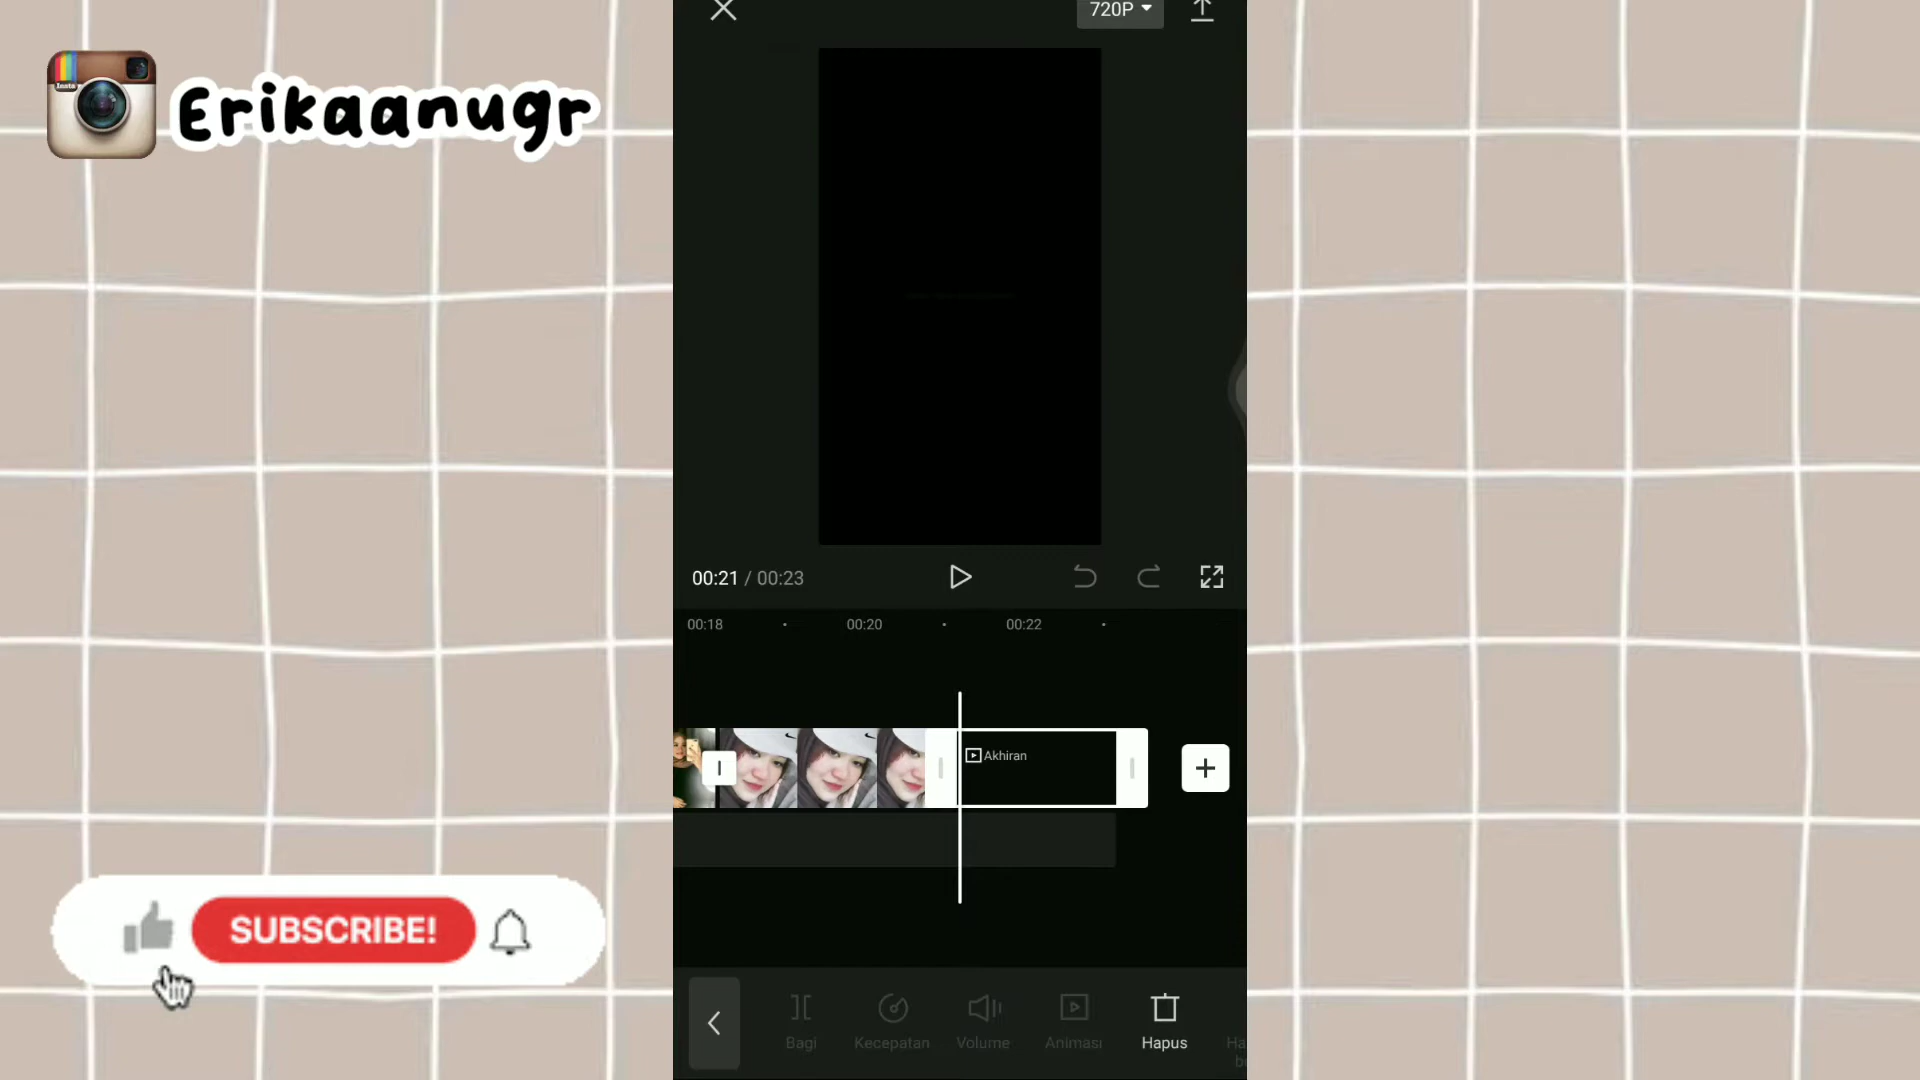 720P
Insta
Erikaanugr
00:21 / 00:23
00:18
00:20
00:22
Akhiran
SUBSCRIBE!
Bagi
Kecepatan
Volume
Animasi
Hapus